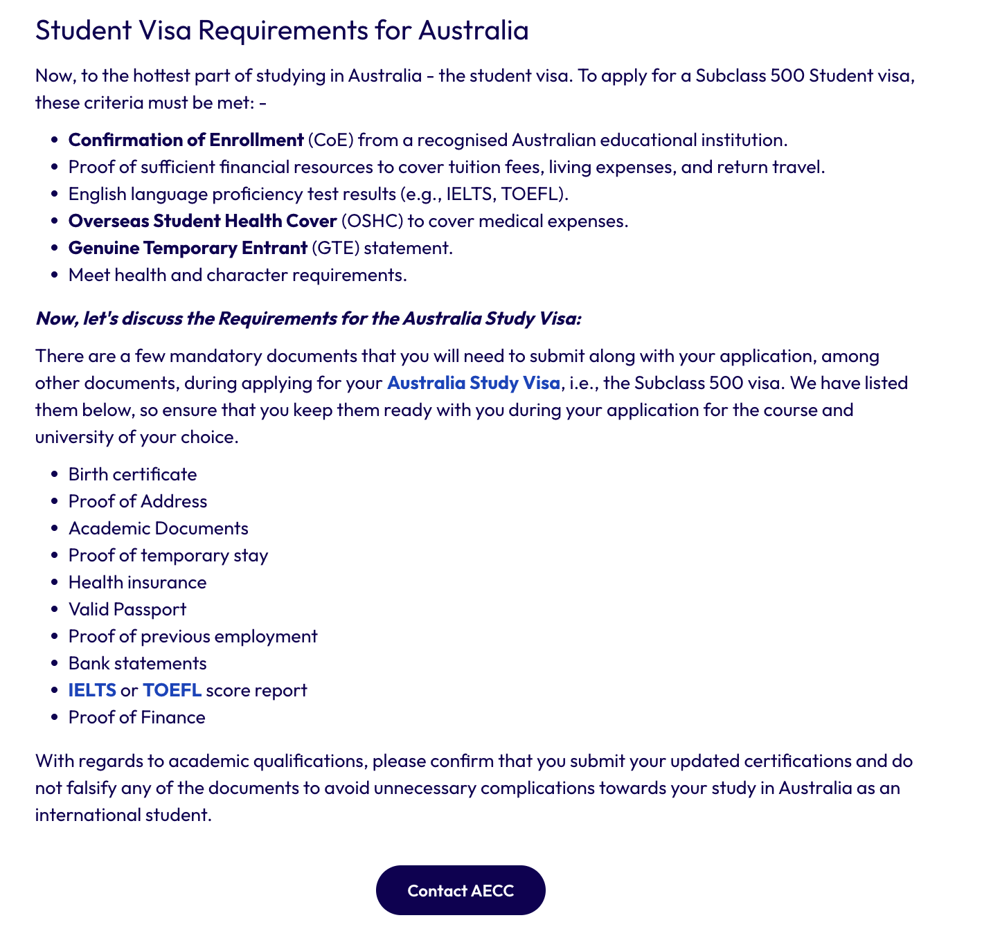 Student Visa Requirements for Australia
Now, to the hottest part of studying in Australia - the student visa. To apply for a Subclass 500 Student visa,
these criteria must be met: -
• Confirmation of Enrollment (CoE) from a recognised Australian educational institution.
• Proof of sufficient financial resources to cover tuition fees, living expenses, and return travel.
• English language proficiency test results (e.g., IELTS, TOEFL).
• Overseas Student Health Cover (OSHC) to cover medical expenses.
• Genuine Temporary Entrant (GTE) statement.
• Meet health and character requirements.
Now, let's discuss the Requirements for the Australia Study Visa:
There are a few mandatory documents that you will need to submit along with your application, among
other documents, during applying for your Australia Study Visa, i.e., the Subclass 500 visa. We have listed
them below, so ensure that you keep them ready with you during your application for the course and
university of your choice.
• Birth certificate
• Proof of Address
• Academic Documents
• Proof of temporary stay
• Health insurance
• Valid Passport
• Proof of previous employment
• Bank statements
• IELTS or TOEFL score report
• Proof of Finance
With regards to academic qualifications, please confirm that you submit your updated certifications and do
not falsify any of the documents to avoid unnecessary complications towards your study in Australia as an
international student.
Contact AECC